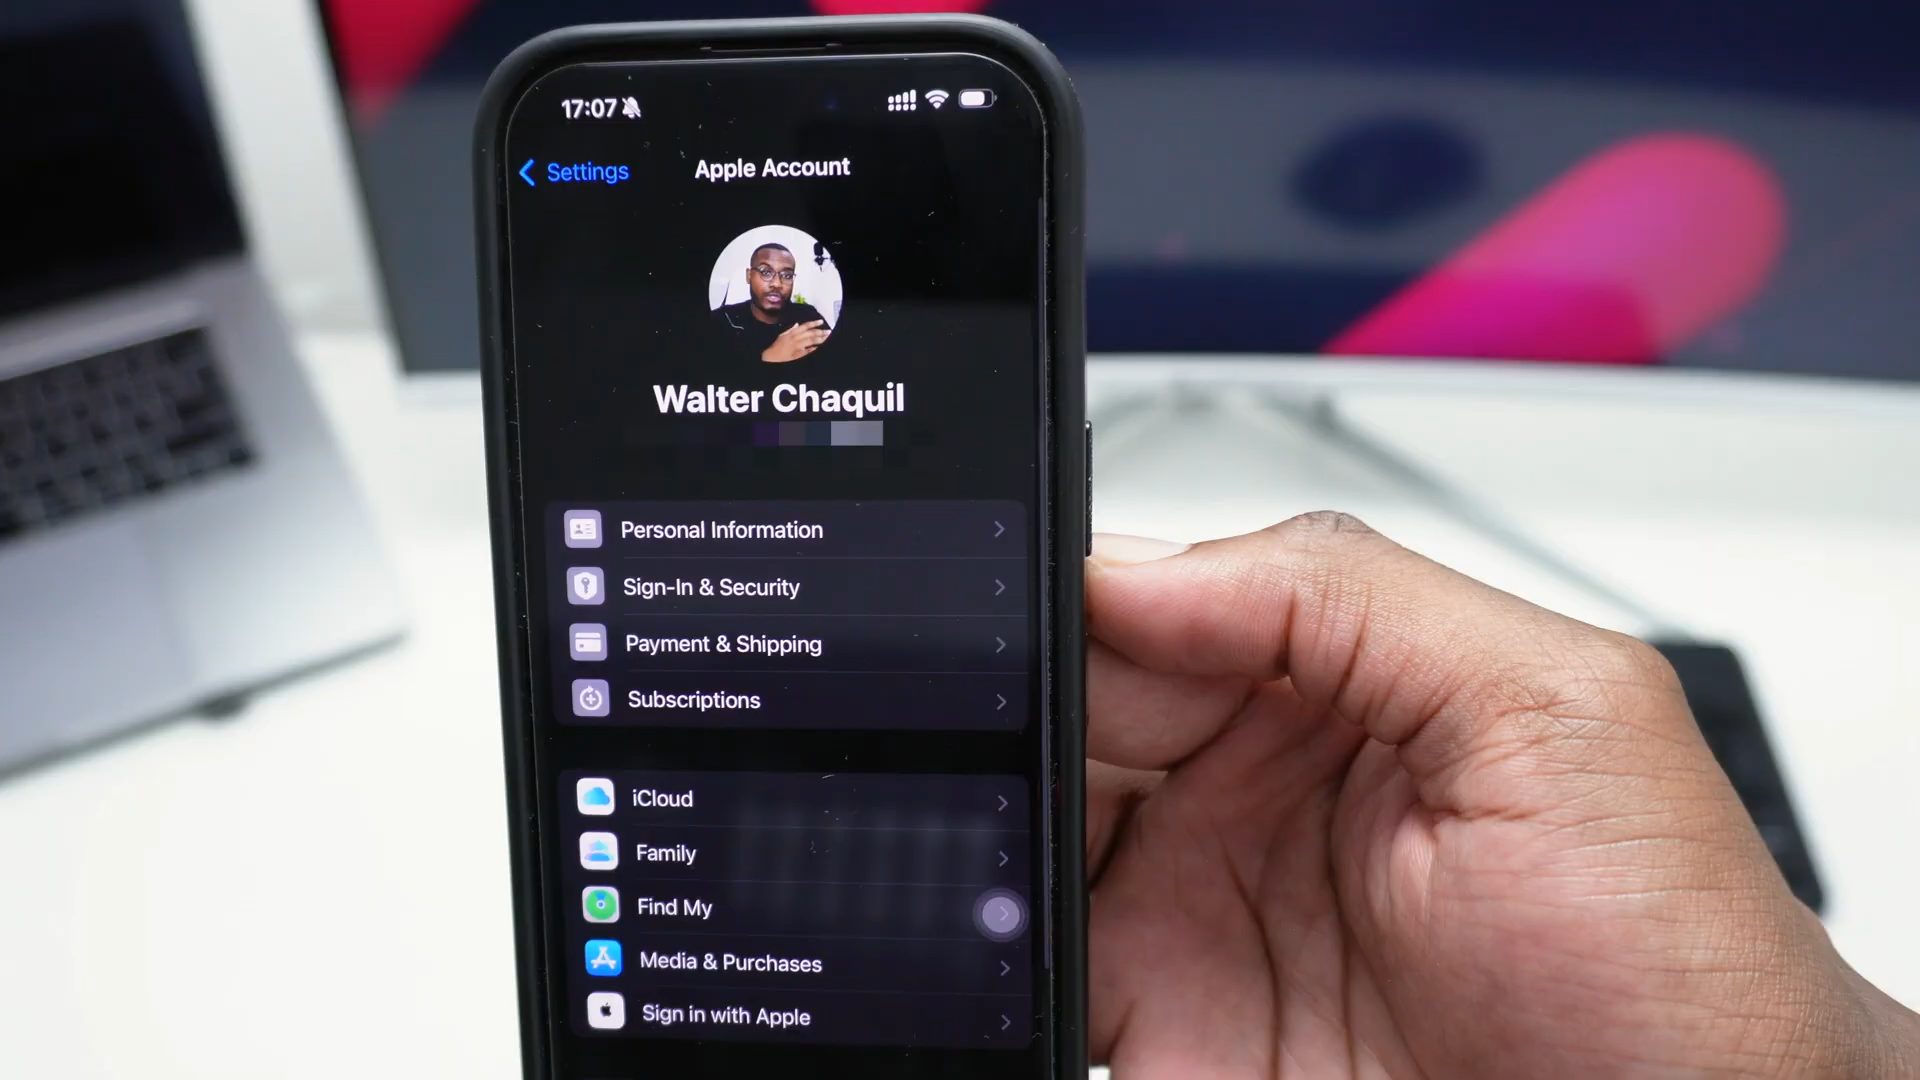 17:07
Settings
Apple Account
Walter Chaquil
Personal Information
Sign-In & Security
Payment & Shipping
Subscriptions
iCloud
Family
Find My
Media & Purchases
Sign in with Apple